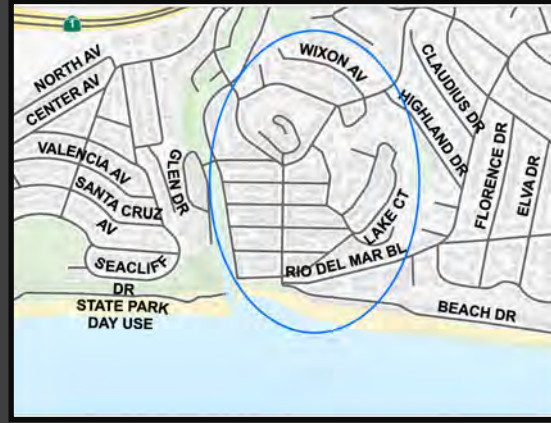 1
NORTH AV
CENTER AV
VALENCIA AV
SANTA CRUZ
AV
GLEN DR
SEACLIFF
DR
STATE PARK
DAY USE
WIXON AV
CLAUDIUS DR
HIGHLAND DR
FLORENCE DR
ELVA DR
LAKE CT
RIO DEL MAR BL
BEACH DR